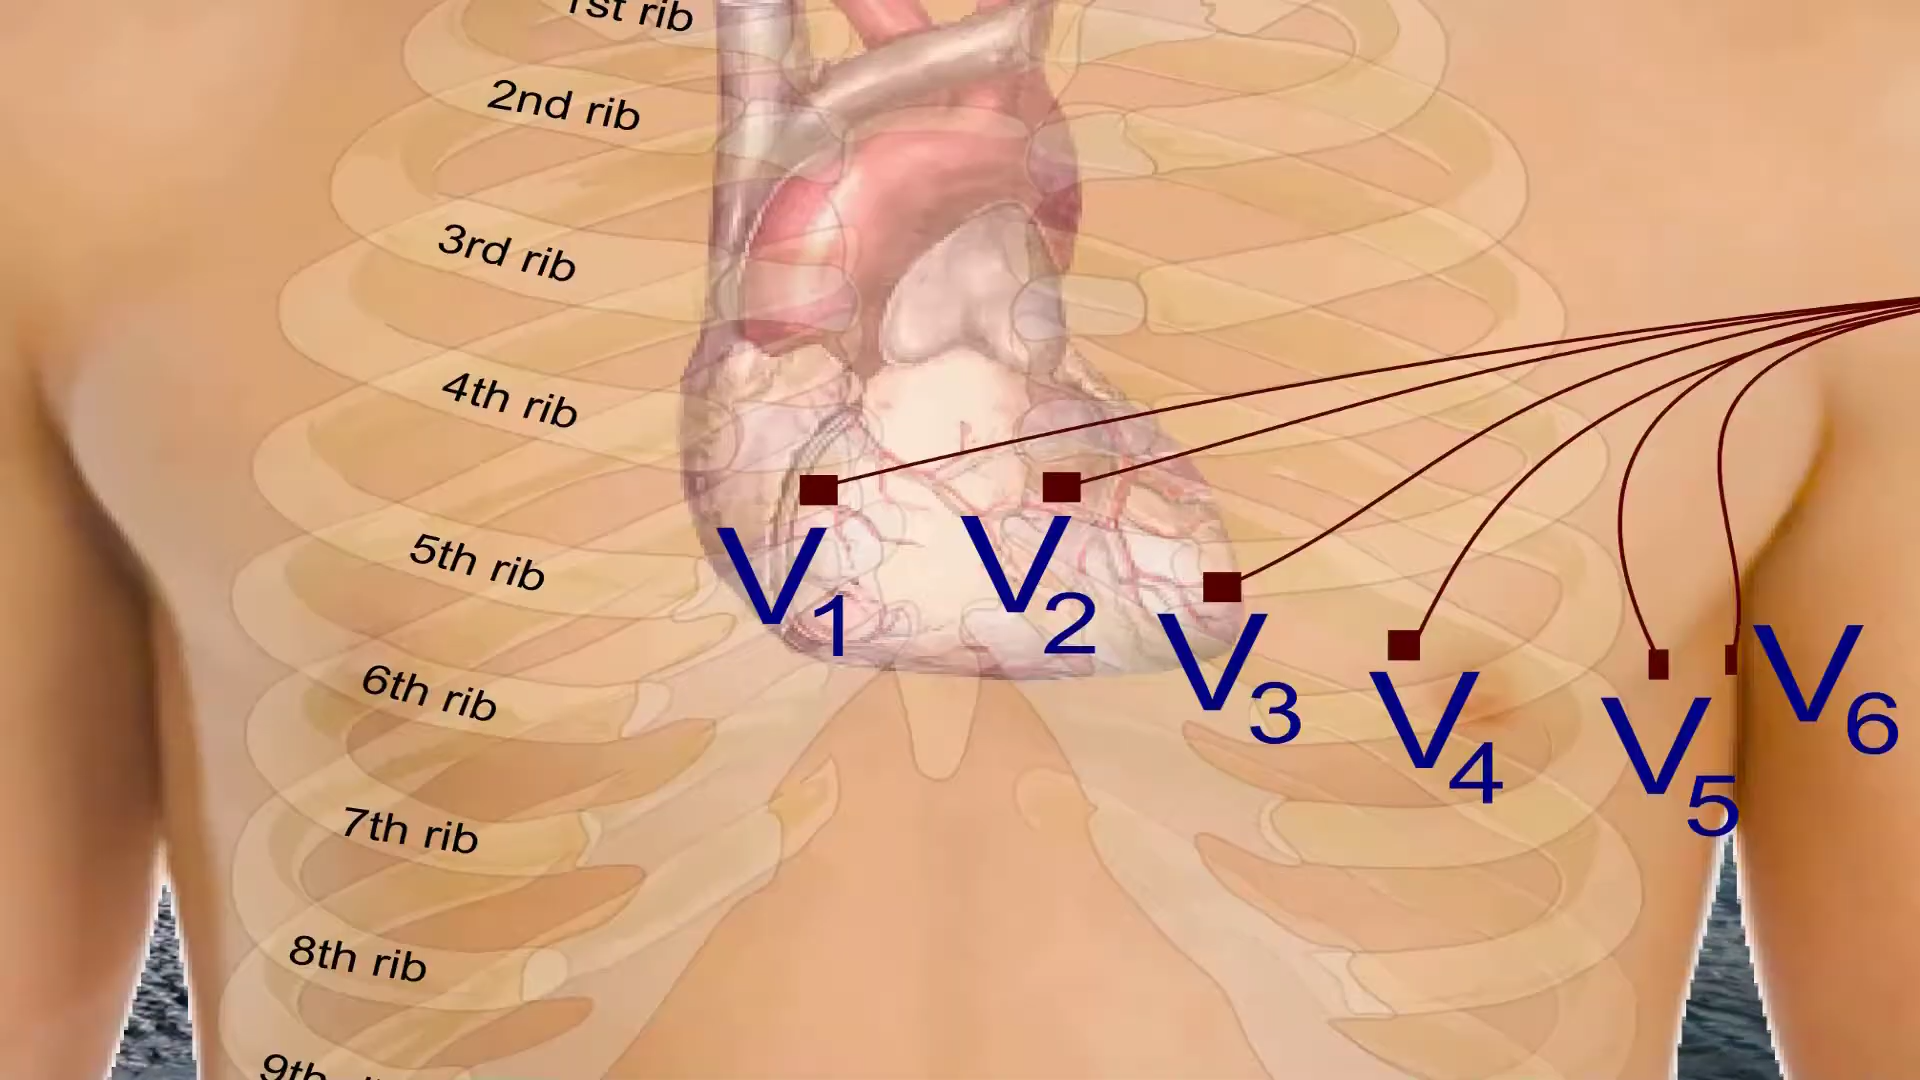 1st rib
2nd rib
3rd rib
4th rib
5th rib
6th rib
7th rib
8th rib
9th
V1
V2
V3
V4
V5
V6